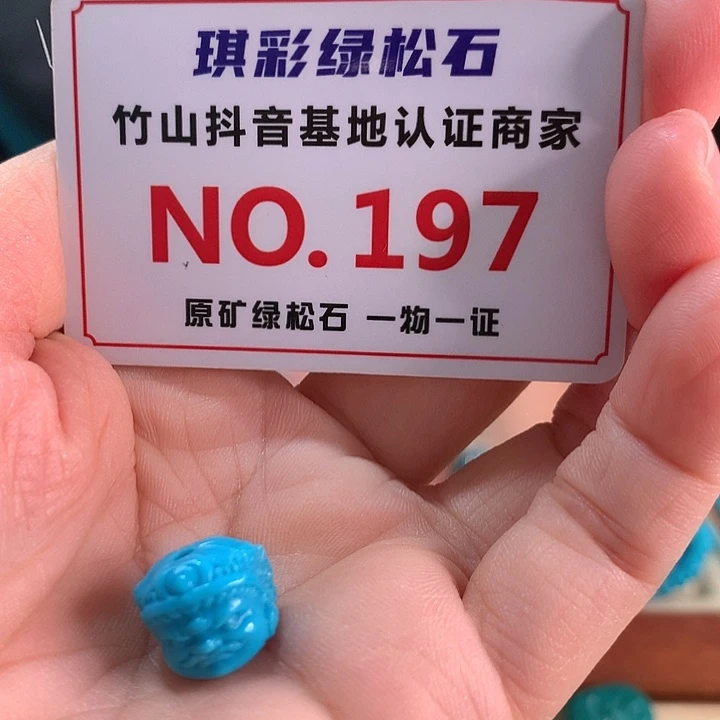 琪彩绿松石
竹山抖音基地认证商家
NO.197
原矿绿松石 一物一证